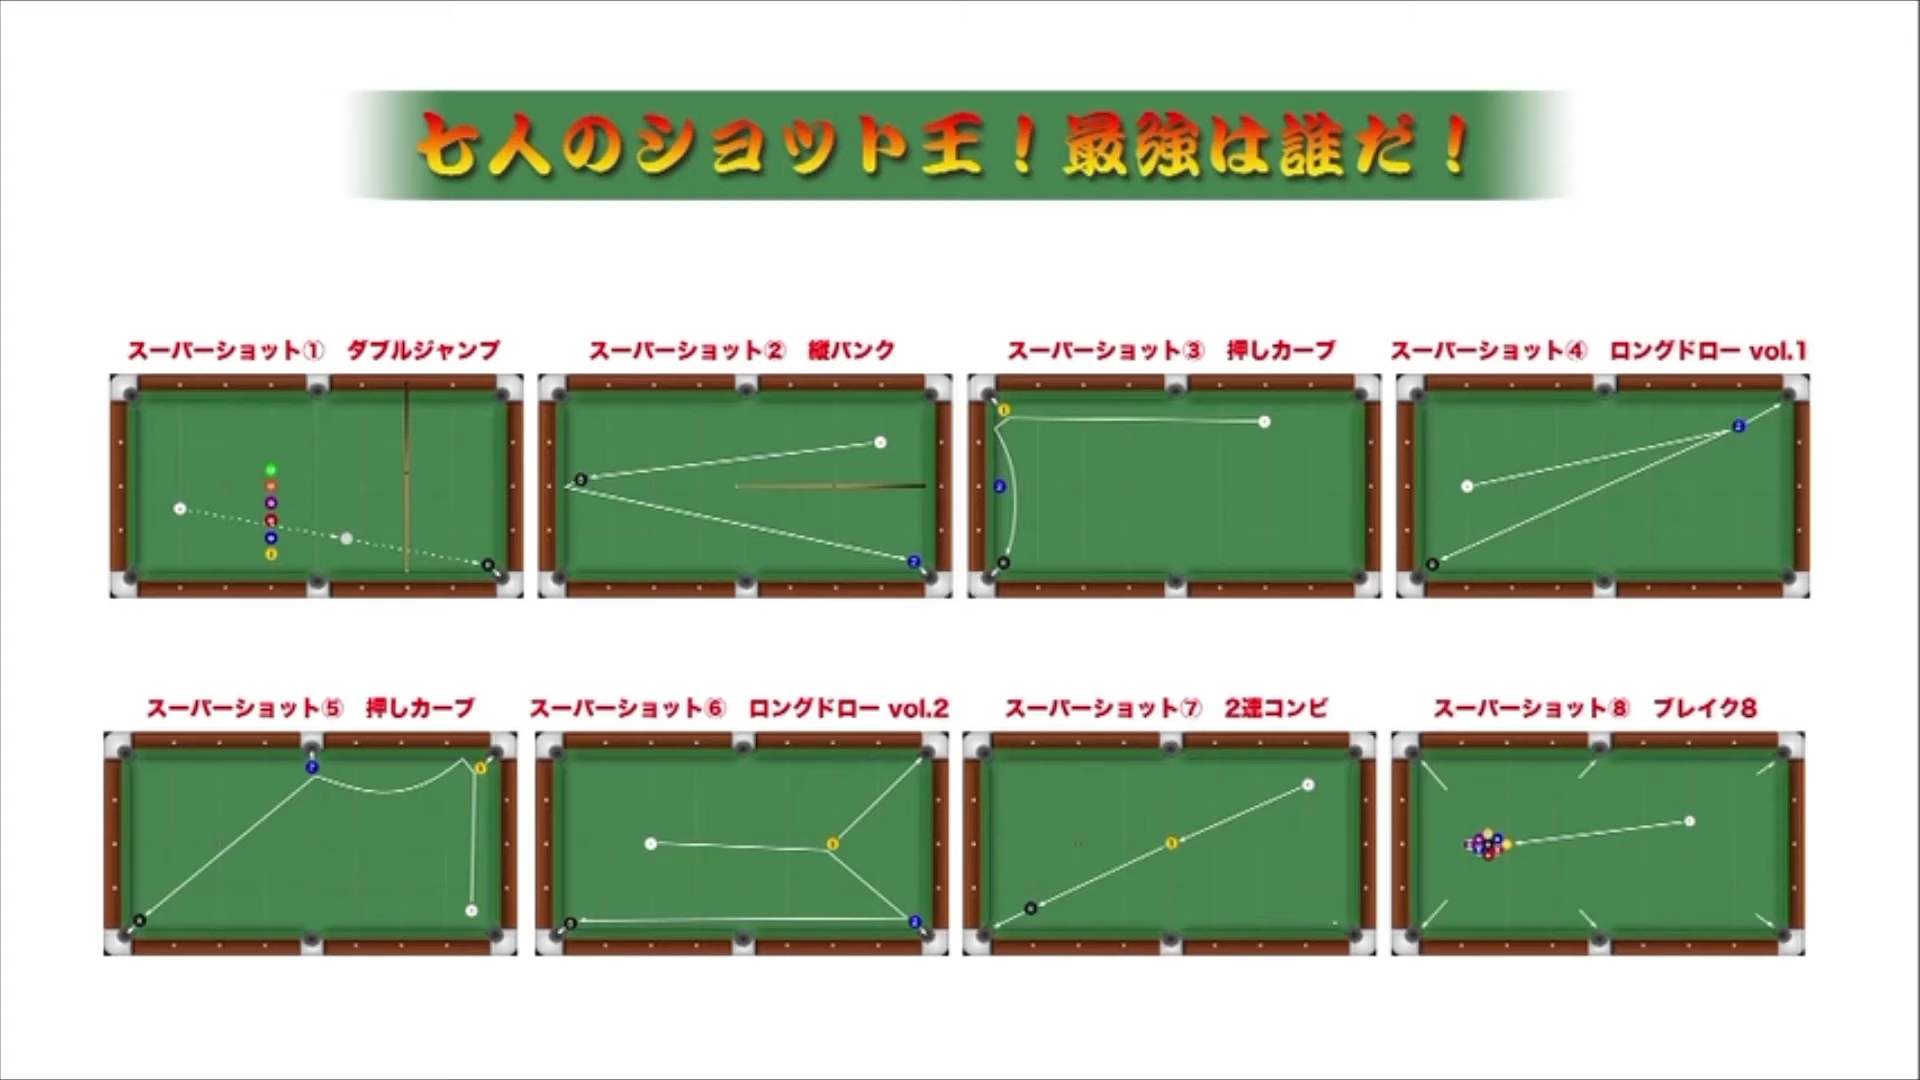 七人のショット王！最強は誰だ！
スーパーショット① ダブルジャンプ
スーパーショット② 縦バンク
スーパーショット③ 押しカーブ
スーパーショット④ ロングドロー vol.1
スーパーショット⑤ 押しカーブ
スーパーショット⑥ ロングドロー vol.2
スーパーショット⑦ 2連コンビ
スーパーショット⑧ ブレイク8